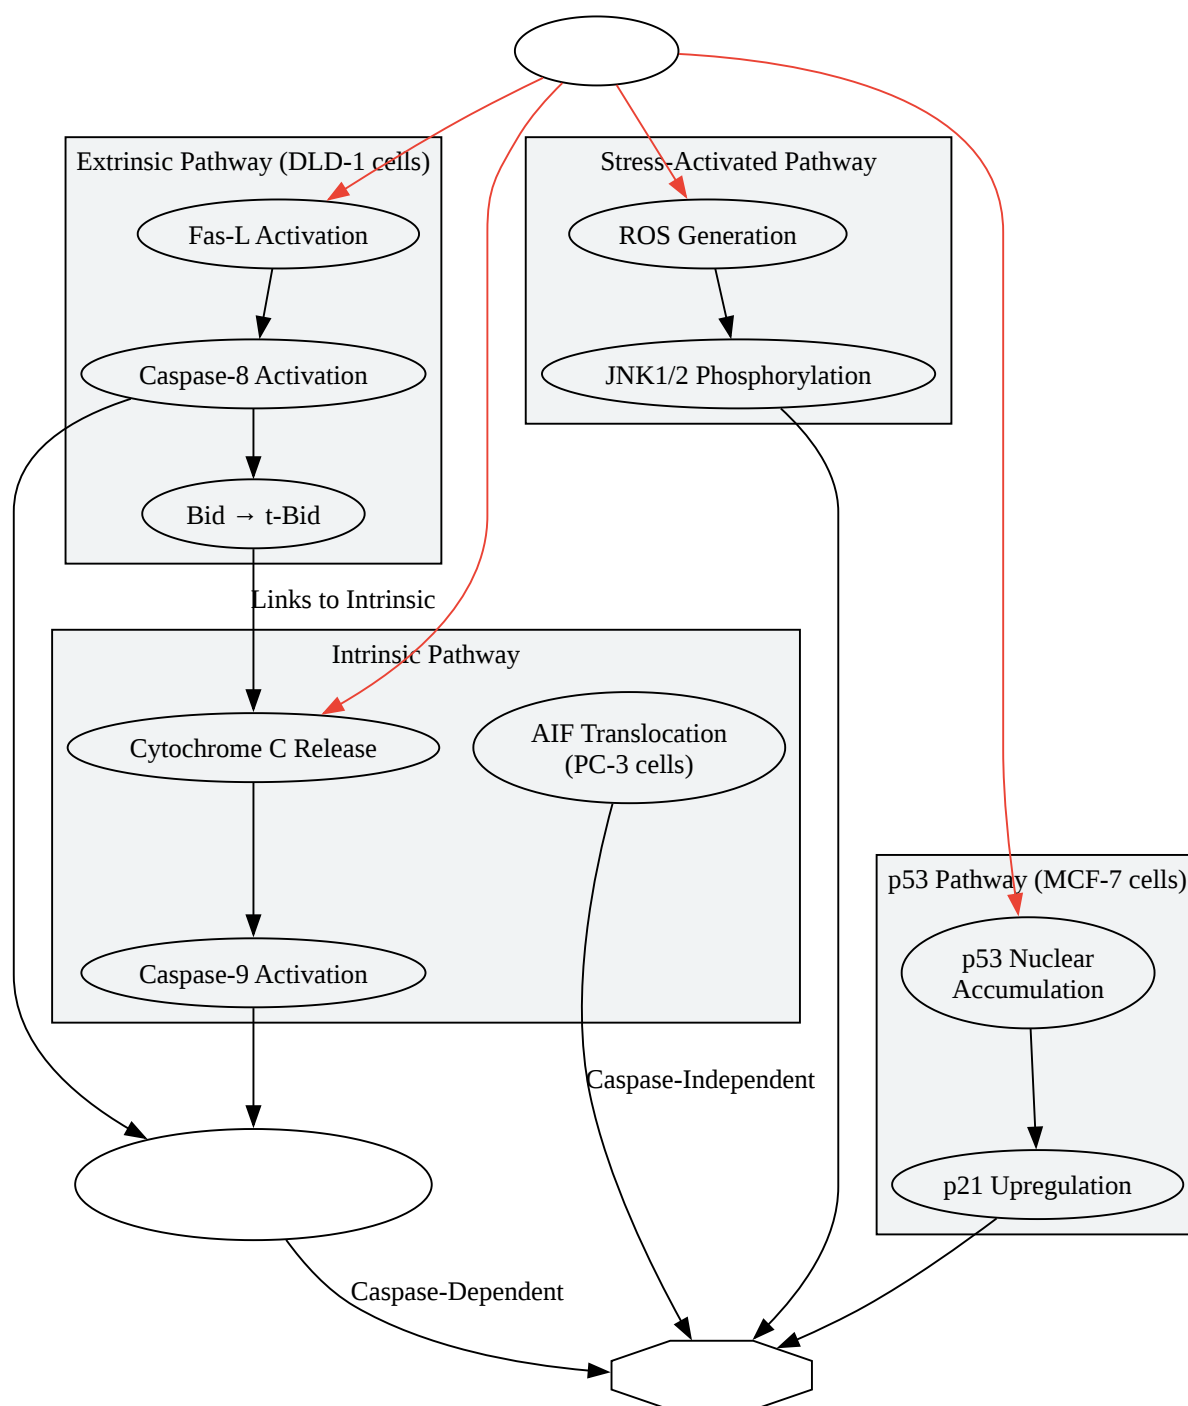 Extrinsic Pathway (DLD-1 cells)
Stress-Activated Pathway
Fas-L Activation
ROS Generation
Caspase-8 Activation
JNK1/2 Phosphorylation
Bid → t-Bid
Links to Intrinsic
Intrinsic Pathway
Cytochrome C Release
AIF Translocation
(PC-3 cells)
p53 Pathway (MCF-7 cells)
Caspase-9 Activation
p53 Nuclear
Accumulation
Caspase-Independent
p21 Upregulation
Caspase-Dependent